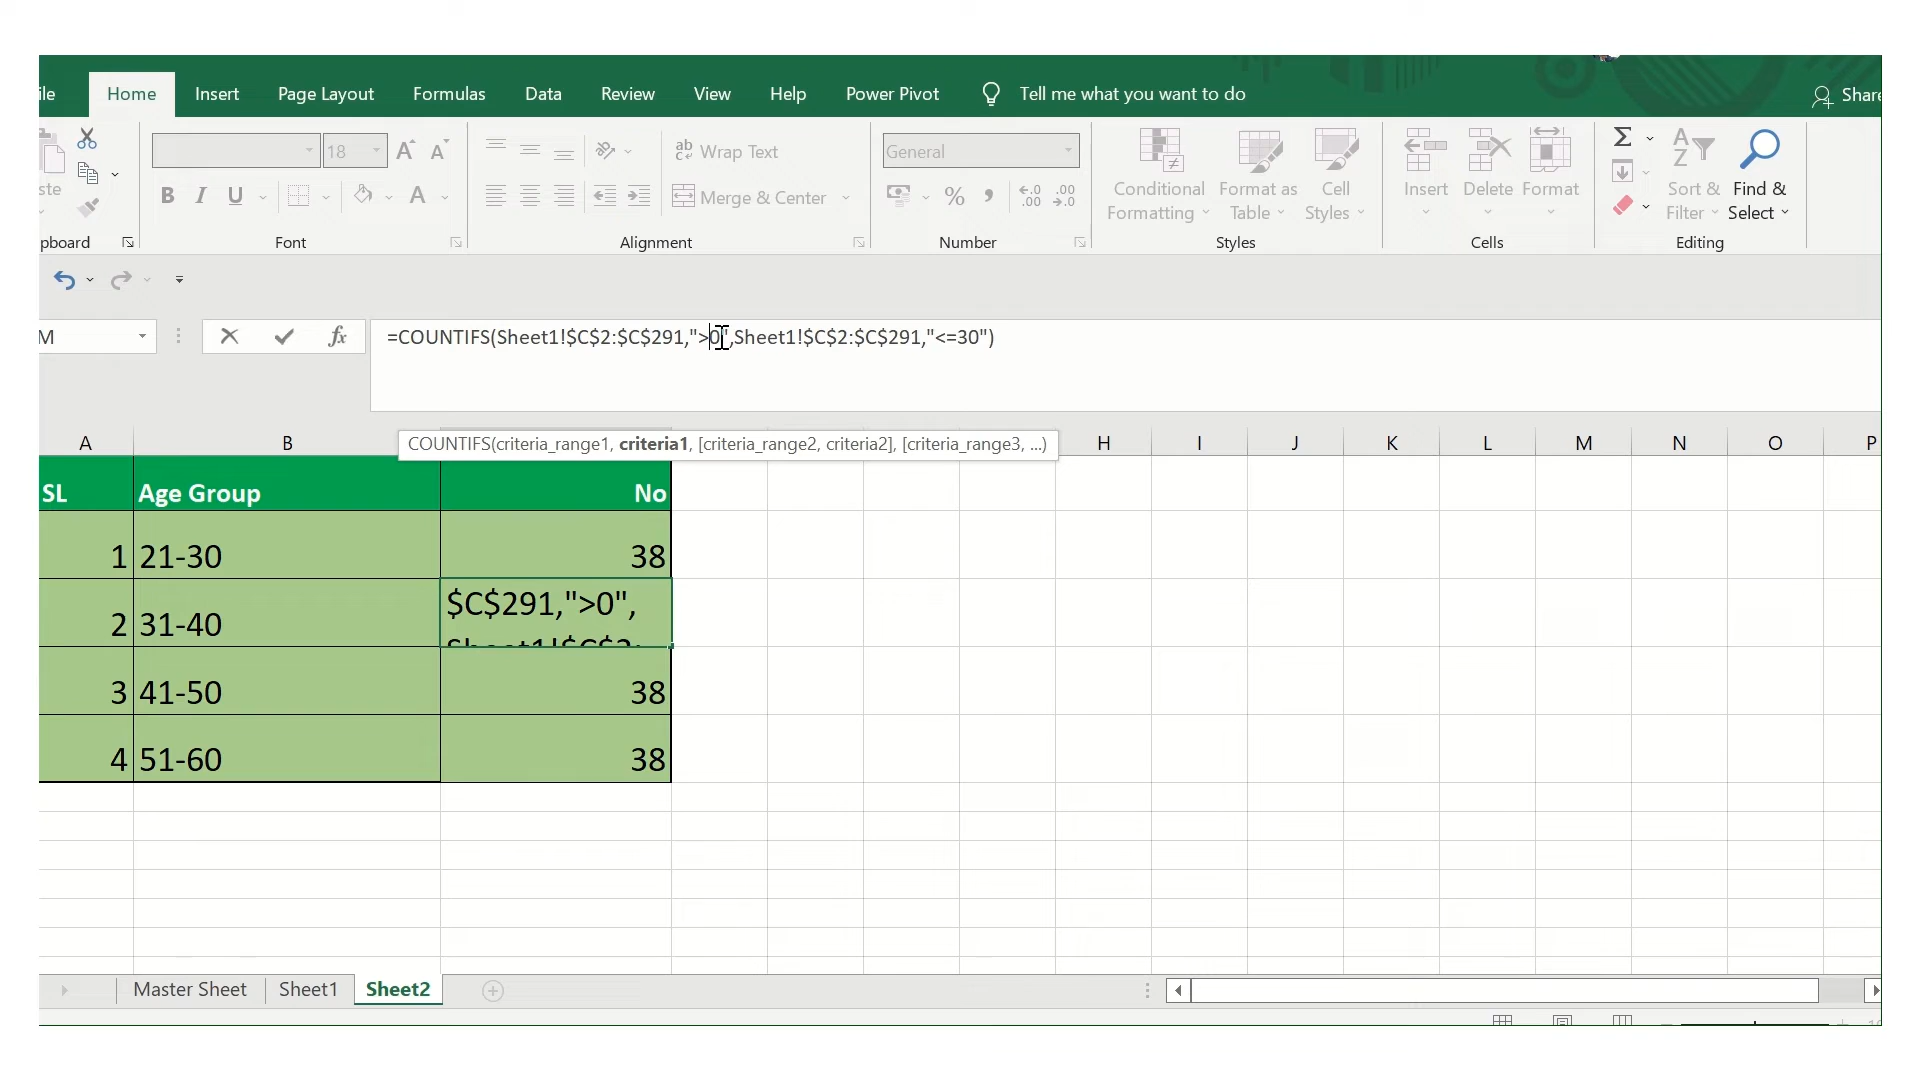 ile Home Insert Page Layout Formulas Data Review View Help Power Pivot Tell me what you want to do Share
18 A A ab Wrap Text General
ste B I U A Merge & Center % , Conditional Formatting Format as Table Cell Styles Insert Delete Format Σ Sort & Filter Find & Select
pboard Font Alignment Number Styles Cells Editing
M fx =COUNTIFS(Sheet1!$C$2:$C$291,">0",Sheet1!$C$2:$C$291,"<=30")
COUNTIFS(criteria_range1, criteria1, [criteria_range2, criteria2], [criteria_range3, ...)
A B H I J K L M N O P
SL Age Group No
1 21-30 38
2 31-40 $C$291,">0",
Sheet1!$C$2:
3 41-50 38
4 51-60 38
Master Sheet Sheet1 Sheet2